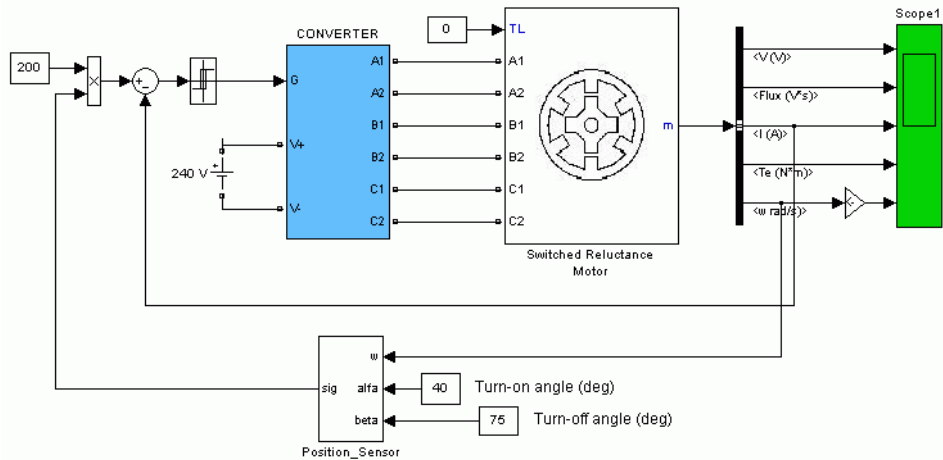 Scope1
CONVERTER
0
TL
200
A1
A1
<V (V)>
G
A2
A2
<Flux (V*s)>
B1
B1
m
<I (A)>
V+
B2
B2
240 V
<Te (N*m)>
C1
C1
V-
C2
C2
<w rad/s)>
Switched Reluctance
Motor
w
sig
alfa
40
Turn-on angle (deg)
beta
75
Turn-off angle (deg)
Position_Sensor